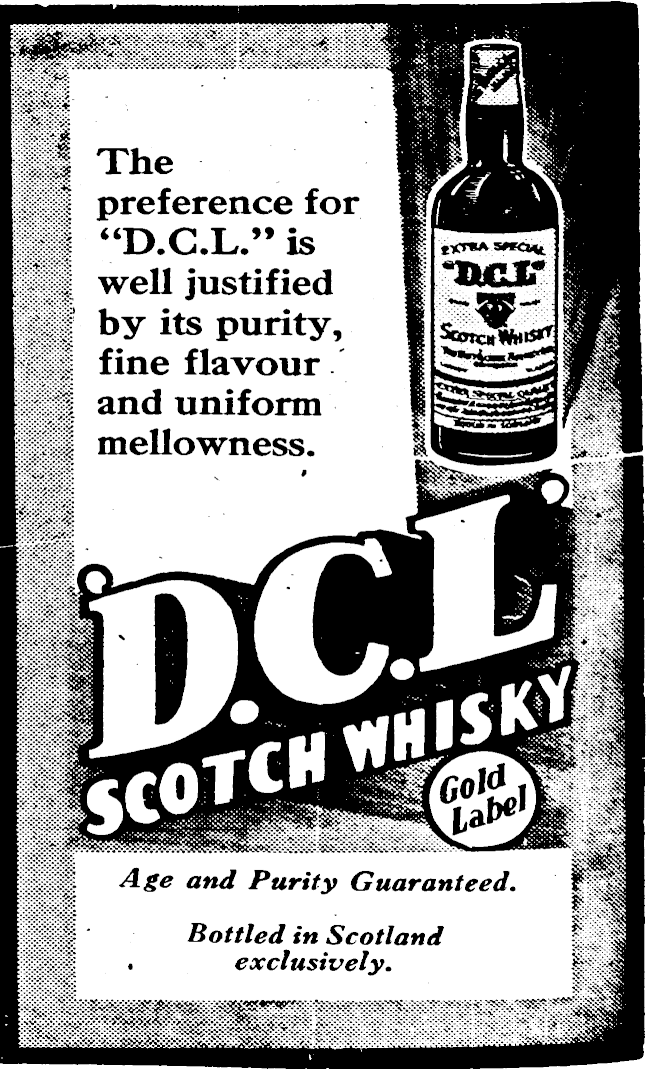 The
preference for
“D.C.L.” is
well justified
by its purity,
fine flavour
and uniform
mellowness.
EXTRA SPECIAL
"D.C.L"
SCOTCH WHISKY
D.C.L.
SCOTCH WHISKY
Gold
Label
Age and Purity Guaranteed.
Bottled in Scotland
exclusively.